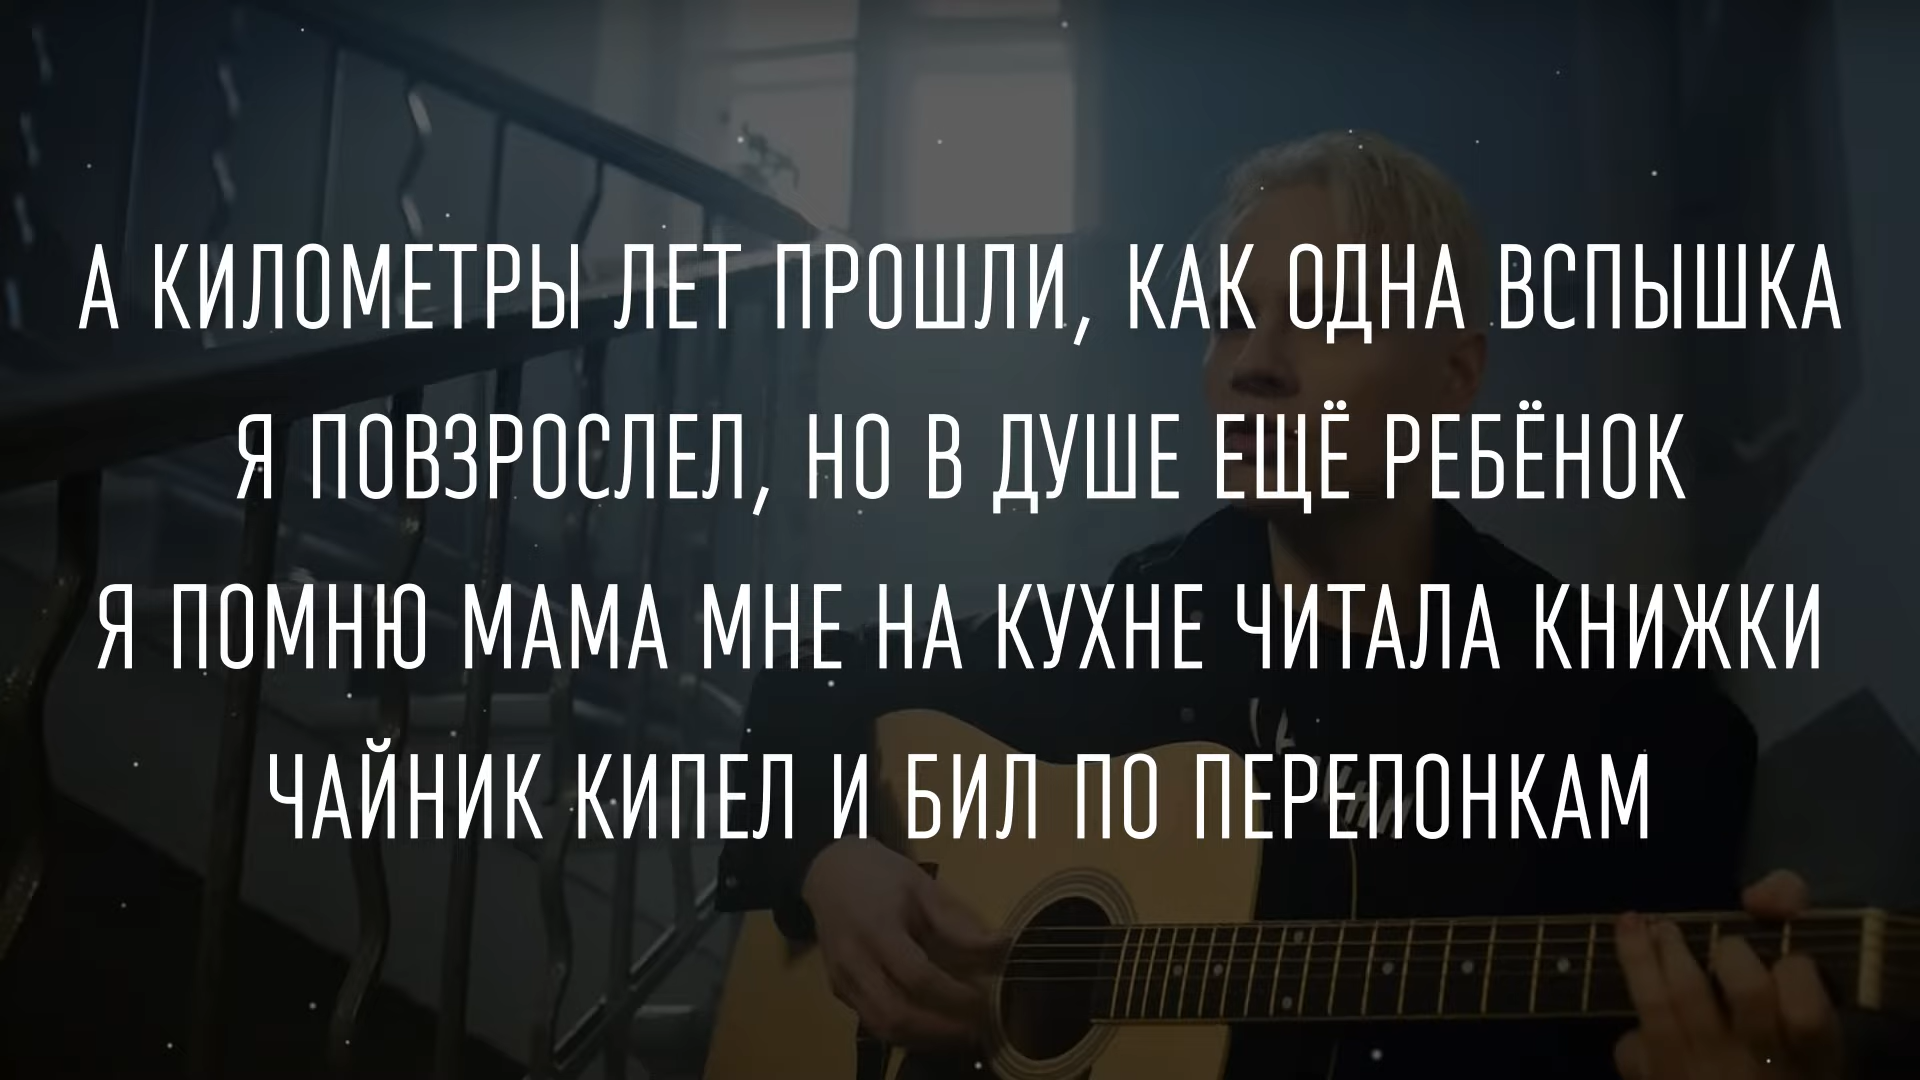 А КИЛОМЕТРЫ ЛЕТ ПРОШЛИ, КАК ОДНА ВСПЫШКА
Я ПОВЗРОСЛЕЛ, НО В ДУШЕ ЕЩЁ РЕБЁНОК
Я ПОМНЮ МАМА МНЕ НА КУХНЕ ЧИТАЛА КНИЖКИ
ЧАЙНИК КИПЕЛ И БИЛ ПО ПЕРЕПОНКАМ